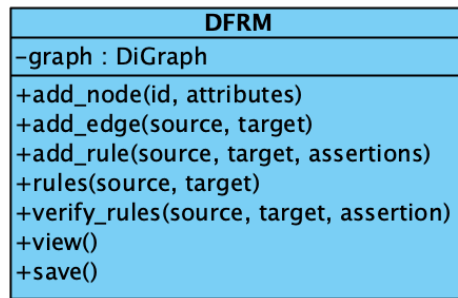 DFRM
-graph : DiGraph
+add_node(id, attributes)
+add_edge(source, target)
+add_rule(source, target, assertions)
+rules(source, target)
+verify_rules(source, target, assertion)
+view()
+save()